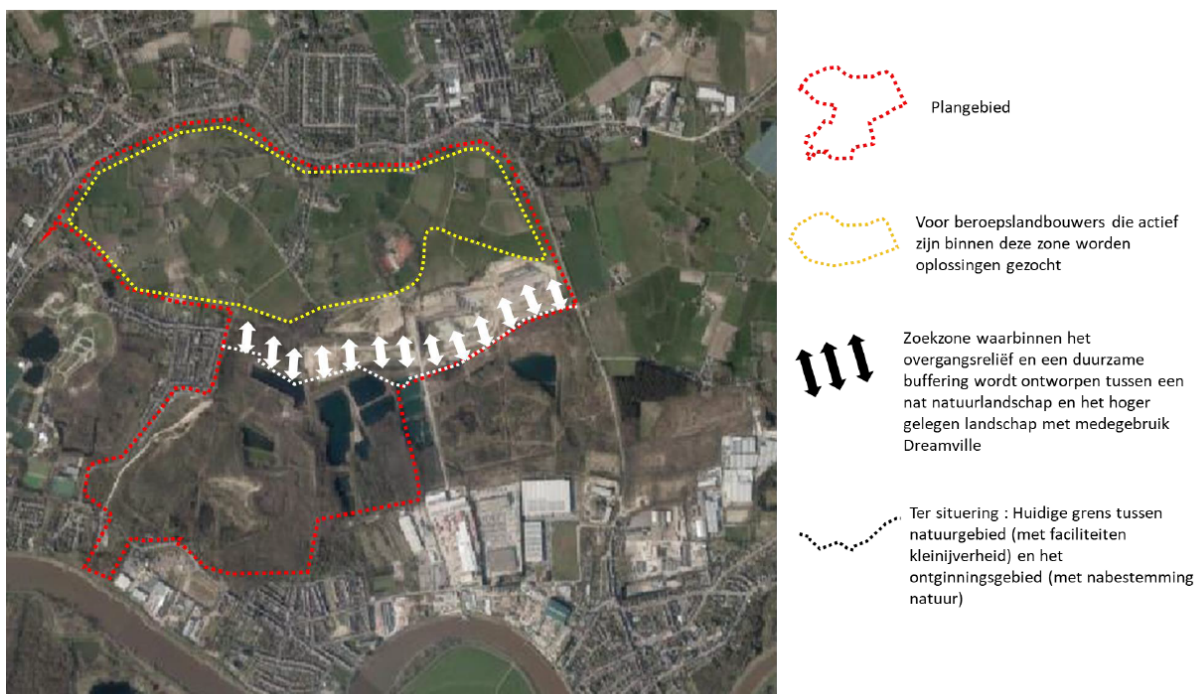 Plangebied
Voor beroepslandbouwers die actief
zijn binnen deze zone worden
oplossingen gezocht
Zoekzone waarbinnen het
overgangsreliëf en een duurzame
buffering wordt ontworpen tussen een
nat natuurlandschap en het hoger
gelegen landschap met medegebruik
Dreamville
Ter situering : Huidige grens tussen
natuurgebied (met faciliteiten
kleinijverheid) en het
ontginningsgebied (met nabestemming
natuur)